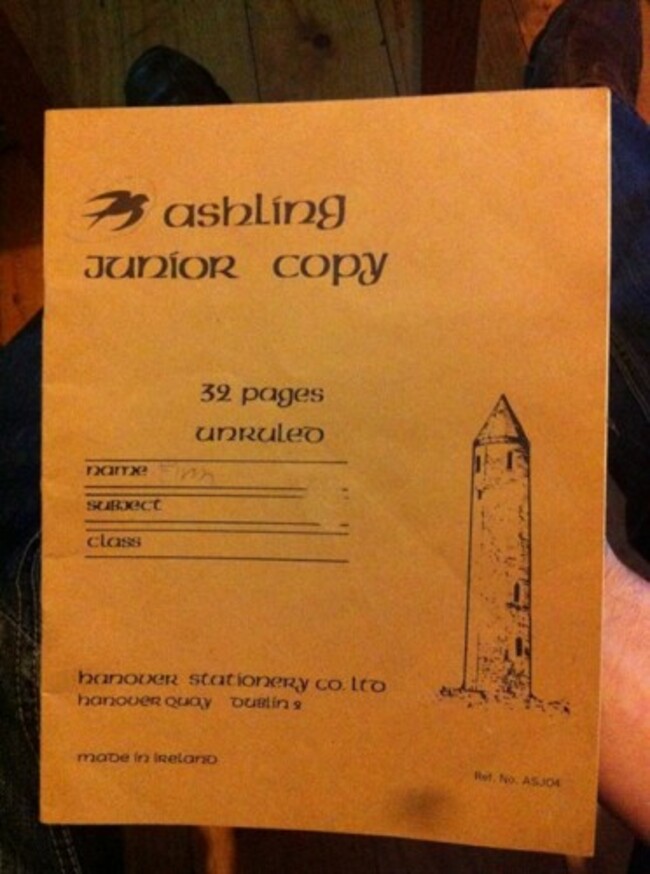 ashling
junior copy
32 pages
unruled
name Finn
subject
class
hanover stationery co. ltd
hanover quay dublin 2
made in ireland
Ref. No. ASJ04